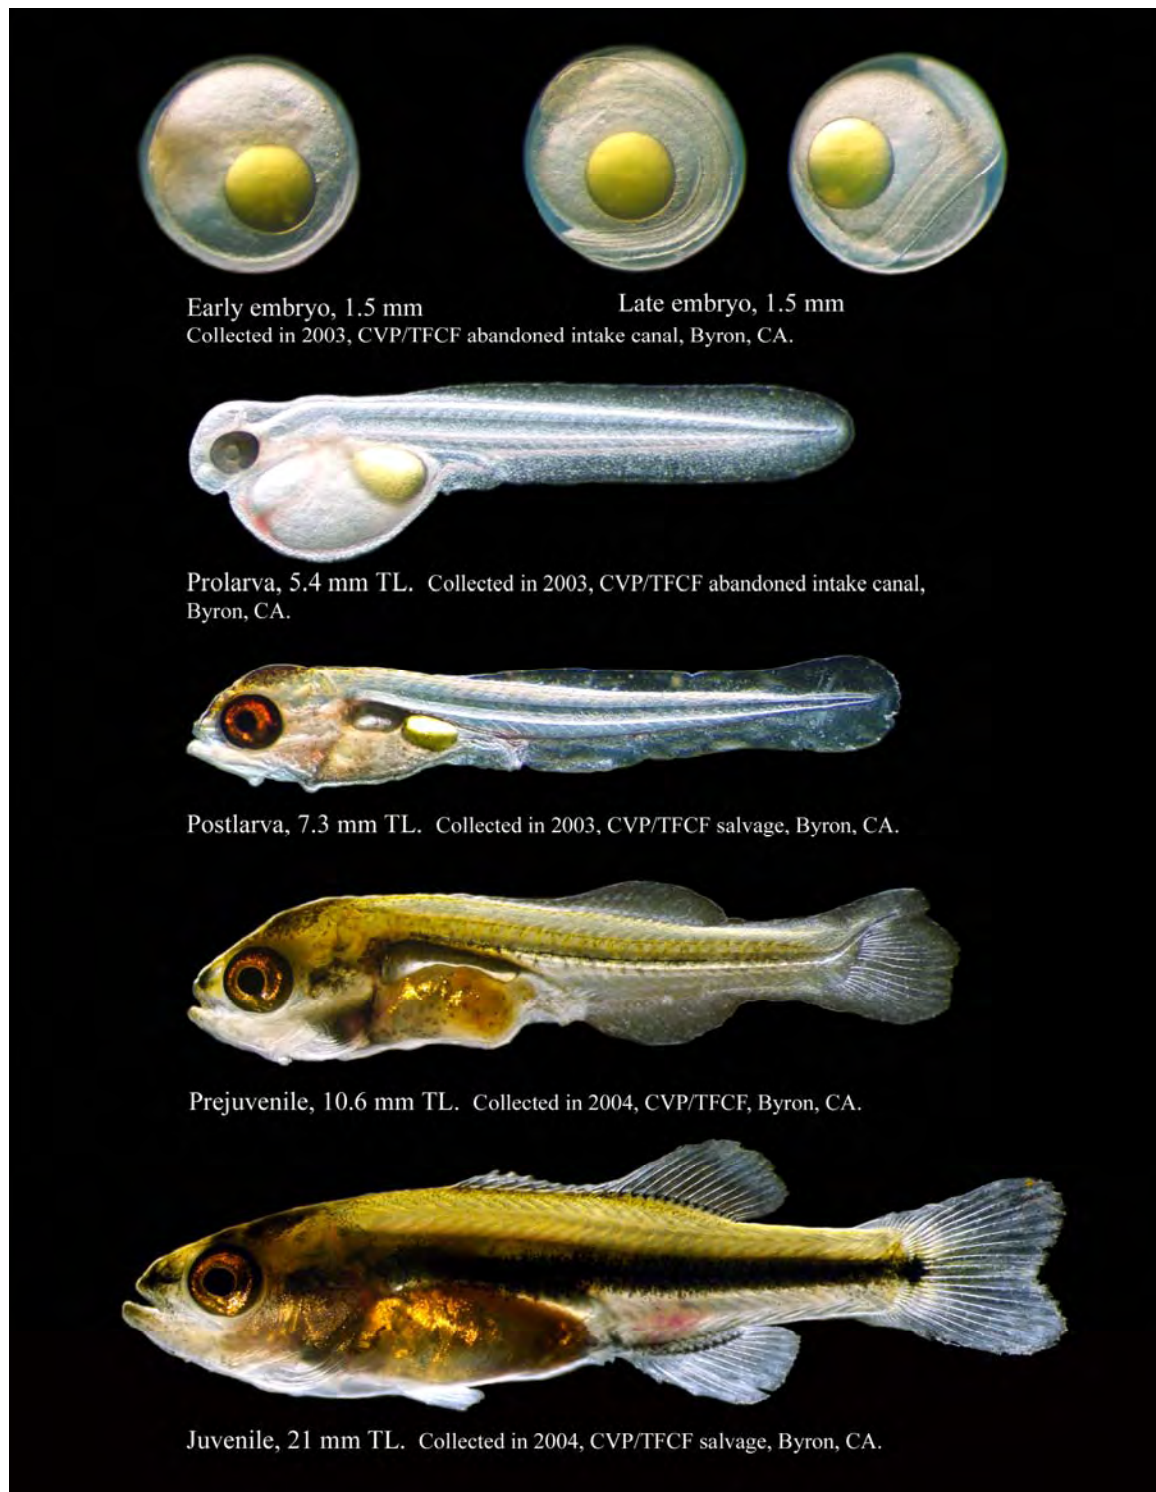 Early embryo, 1.5 mm
Late embryo, 1.5 mm
Collected in 2003, CVP/TFCF abandoned intake canal, Byron, CA.
Prolarva, 5.4 mm TL. Collected in 2003, CVP/TFCF abandoned intake canal,
Byron, CA.
Postlarva, 7.3 mm TL. Collected in 2003, CVP/TFCF salvage, Byron, CA.
Prejuvenile, 10.6 mm TL. Collected in 2004, CVP/TFCF, Byron, CA.
Juvenile, 21 mm TL. Collected in 2004, CVP/TFCF salvage, Byron, CA.